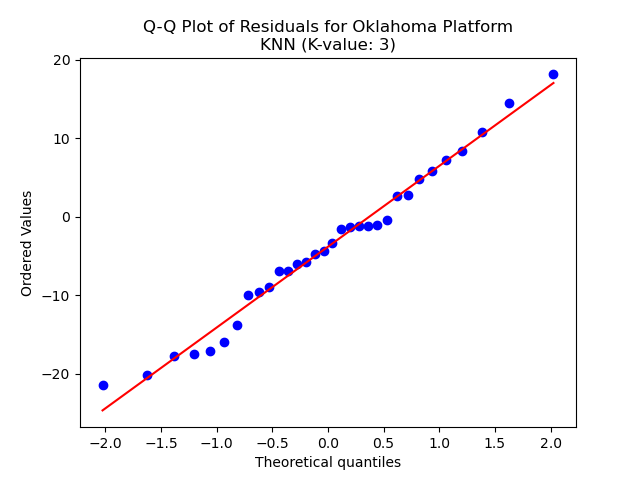 Q-Q Plot of Residuals for Oklahoma Platform
KNN (K-value: 3)
20
10
0
−10
−20
Ordered Values
−2.0 −1.5 −1.0 −0.5 0.0 0.5 1.0 1.5 2.0
Theoretical quantiles